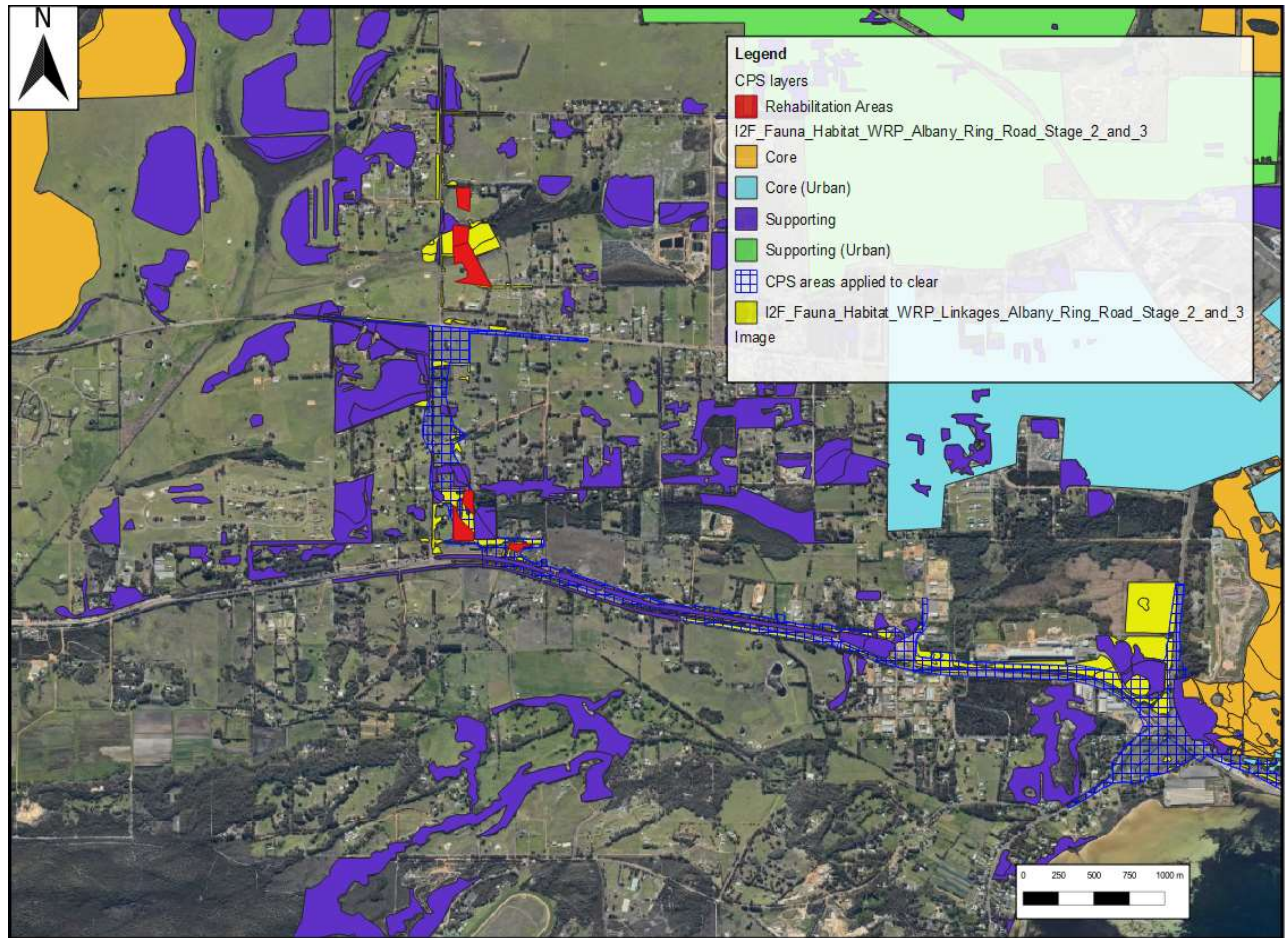 N
Legend
CPS layers
Rehabilitation Areas
I2F_Fauna_Habitat_WRP_Albany_Ring_Road_Stage_2_and_3
Core
Core (Urban)
Supporting
Supporting (Urban)
CPS areas applied to clear
I2F_Fauna_Habitat_WRP_Linkages_Albany_Ring_Road_Stage_2_and_3
Image
0 250 500 750 1000 m